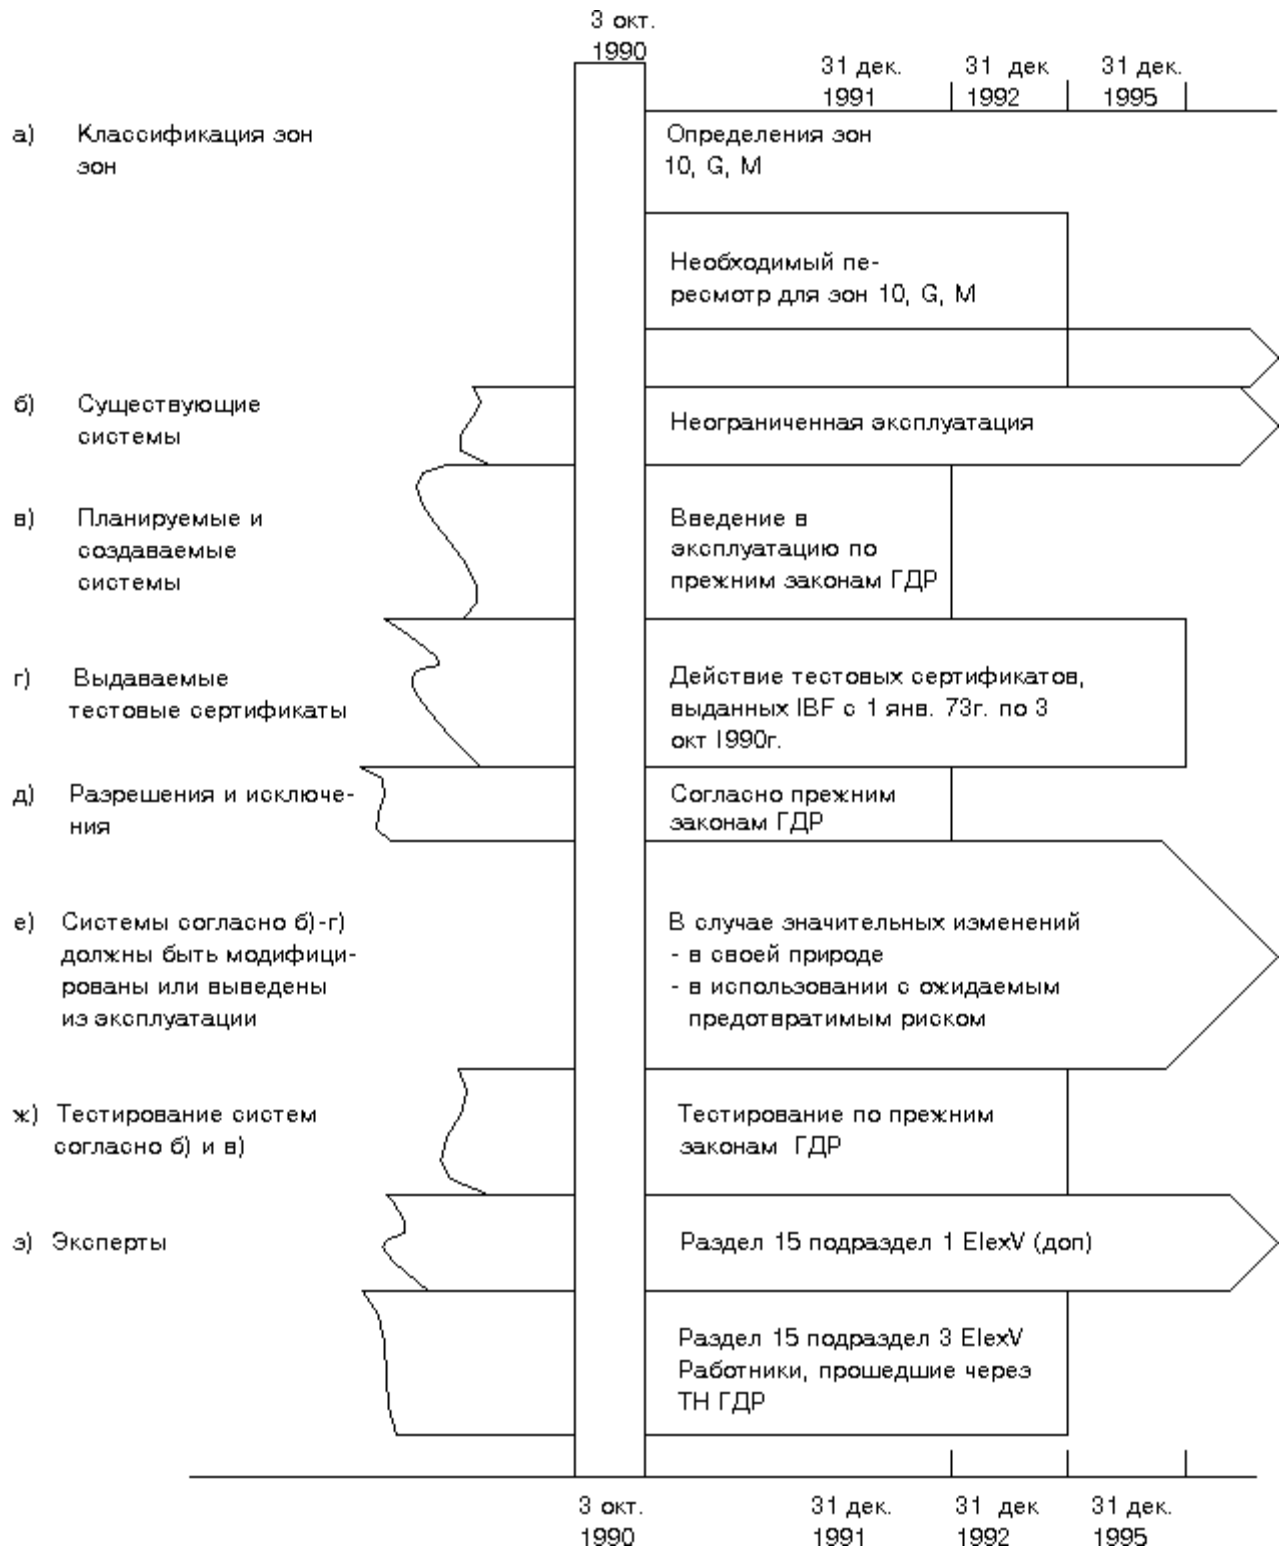 3 окт.
1990
31 дек.
1991
31 дек
1992
31 дек.
1995
а) Классификация зон
зон
Определения зон
10, G, M
Необходимый пе-
ресмотр для зон 10, G, M
б) Существующие
системы
Неограниченная эксплуатация
в) Планируемые и
создаваемые
системы
Введение в
эксплуатацию по
прежним законам ГДР
г) Выдаваемые
тестовые сертификаты
Действие тестовых сертификатов,
выданных IBF с 1 янв. 73г. по 3
окт 1990г.
д) Разрешения и исключе-
ния
Согласно прежним
законам ГДР
е) Системы согласно б)-г)
должны быть модифици-
рованы или выведены
из эксплуатации
В случае значительных изменений
- в своей природе
- в использовании с ожидаемым
предотвратимым риском
ж) Тестирование систем
согласно б) и в)
Тестирование по прежним
законам ГДР
з) Эксперты
Раздел 15 подраздел 1 ElexV (доп)
Раздел 15 подраздел 3 ElexV
Работники, прошедшие через
ТН ГДР
3 окт.
1990
31 дек.
1991
31 дек
1992
31 дек.
1995